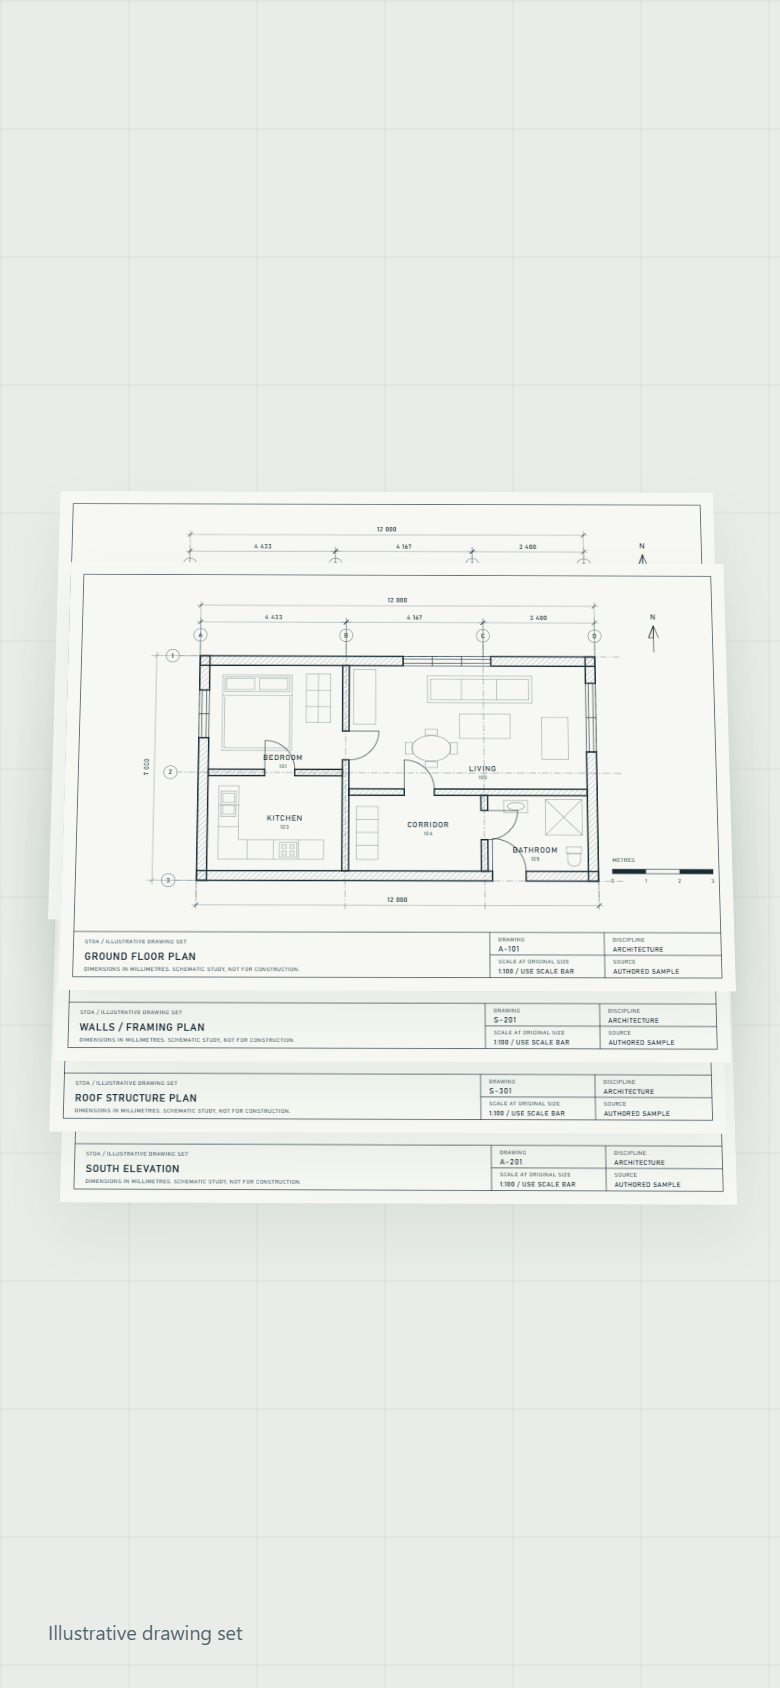 12 000
4 433 4 167 3 400 N
12 000
4 433 4 167 3 400 N
A B C D
1
BEDROOM
101
LIVING
7 000
2
KITCHEN
103
CORRIDOR
104
BATHROOM
105
METRES
0 1 2 3
3
12 000
STOA / ILLUSTRATIVE DRAWING SET
GROUND FLOOR PLAN
DIMENSIONS IN MILLIMETRES. SCHEMATIC STUDY, NOT FOR CONSTRUCTION.
DRAWING
A-101
SCALE AT ORIGINAL SIZE
1:100 / USE SCALE BAR
DISCIPLINE
ARCHITECTURE
SOURCE
AUTHORED SAMPLE
STOA / ILLUSTRATIVE DRAWING SET
WALLS / FRAMING PLAN
DIMENSIONS IN MILLIMETRES. SCHEMATIC STUDY, NOT FOR CONSTRUCTION.
DRAWING
S-201
SCALE AT ORIGINAL SIZE
1:100 / USE SCALE BAR
DISCIPLINE
ARCHITECTURE
SOURCE
AUTHORED SAMPLE
STOA / ILLUSTRATIVE DRAWING SET
ROOF STRUCTURE PLAN
DIMENSIONS IN MILLIMETRES. SCHEMATIC STUDY, NOT FOR CONSTRUCTION.
DRAWING
S-301
SCALE AT ORIGINAL SIZE
1:100 / USE SCALE BAR
DISCIPLINE
ARCHITECTURE
SOURCE
AUTHORED SAMPLE
STOA / ILLUSTRATIVE DRAWING SET
SOUTH ELEVATION
DIMENSIONS IN MILLIMETRES. SCHEMATIC STUDY, NOT FOR CONSTRUCTION.
DRAWING
A-201
SCALE AT ORIGINAL SIZE
1:100 / USE SCALE BAR
DISCIPLINE
ARCHITECTURE
SOURCE
AUTHORED SAMPLE
Illustrative drawing set